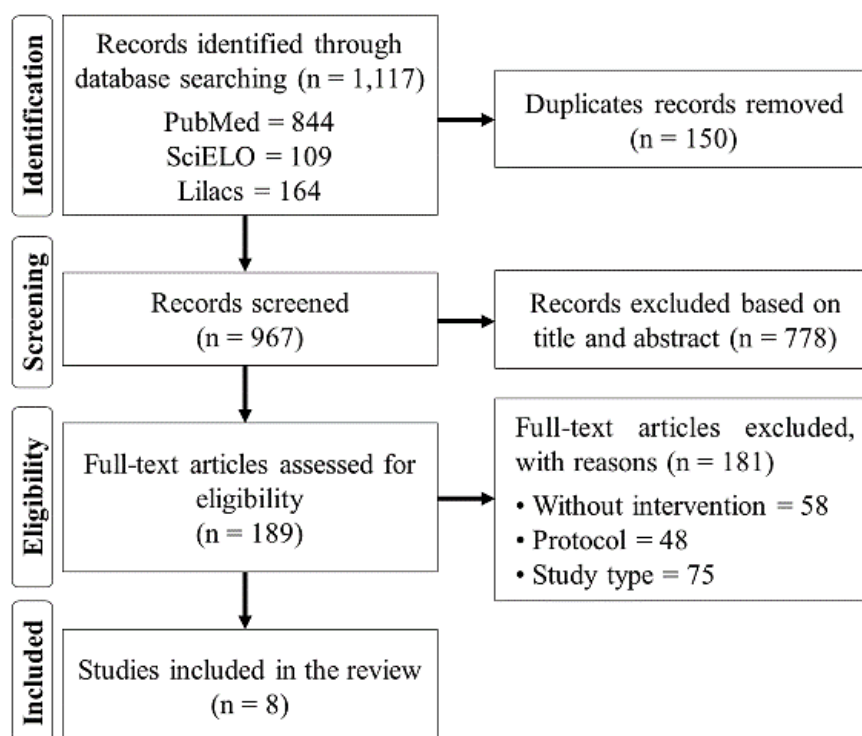 Identification
Records identified through
database searching (n = 1,117)
PubMed = 844
SciELO = 109
Lilacs = 164
Duplicates records removed
(n = 150)
Screening
Records screened
(n = 967)
Records excluded based on
title and abstract (n = 778)
Eligibility
Full-text articles assessed for
eligibility
(n = 189)
Full-text articles excluded,
with reasons (n = 181)
• Without intervention = 58
• Protocol = 48
• Study type = 75
Included
Studies included in the review
(n = 8)